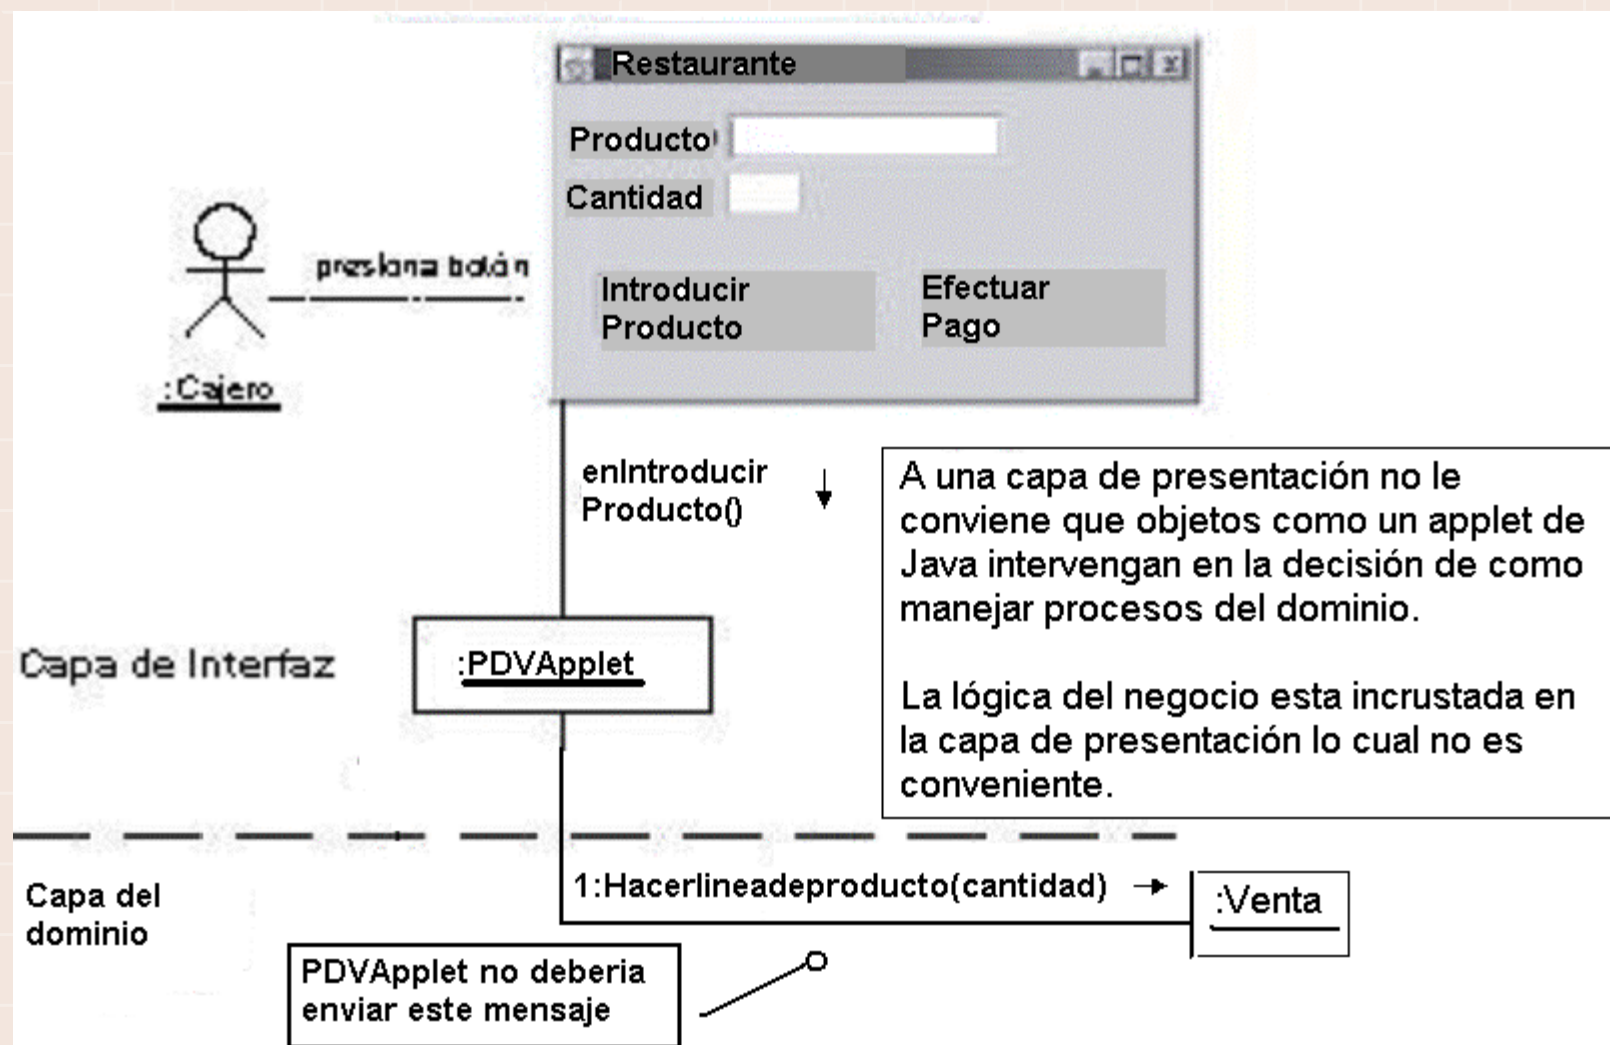 Restaurante
Producto
Cantidad
presiona botón
Introducir
Producto
Efectuar
Pago
:Cajero
enIntroducir
Producto()
A una capa de presentación no le
conviene que objetos como un applet de
Java intervengan en la decisión de como
manejar procesos del dominio.
La lógica del negocio esta incrustada en
la capa de presentación lo cual no es
conveniente.
Capa de Interfaz
:PDVApplet
Capa del
dominio
1:Hacerlineadeproducto(cantidad)
:Venta
PDVApplet no deberia
enviar este mensaje